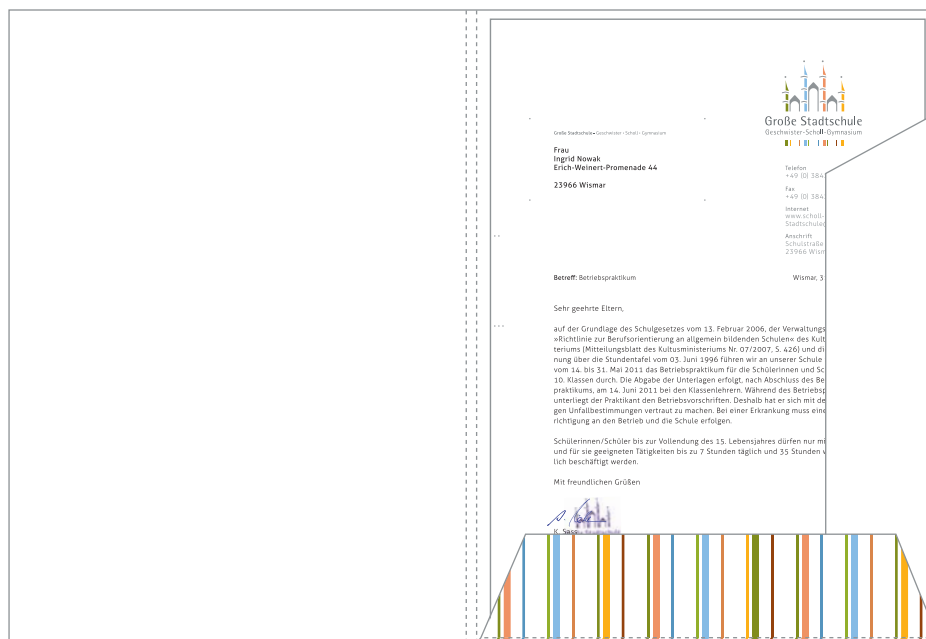 Große Stadtschule
Geschwister-Scholl-Gymnasium
Große Stadtschule • Geschwister-Scholl-Gymnasium
Frau
Ingrid Nowak
Erich-Weinert-Promenade 44
23966 Wismar
Telefon
+49 (0) 384
Fax
+49 (0) 384
Internet
www.scholl-
Stadtschule@
Anschrift
Schulstraße
23966 Wism
Betreff: Betriebspraktikum
Wismar, 3
Sehr geehrte Eltern,
auf der Grundlage des Schulgesetzes vom 13. Februar 2006, der Verwaltungs
»Richtlinie zur Berufsorientierung an allgemein bildenden Schulen« des Kult
teriums (Mitteilungsblatt des Kultusministeriums Nr. 07/2007, S. 426) und di
nung über die Stundentafel vom 03. Juni 1996 führen wir an unserer Schule
vom 14. bis 31. Mai 2011 das Betriebspraktikum für die Schülerinnen und Sc
10. Klassen durch. Die Abgabe der Unterlagen erfolgt, nach Abschluss des Be
praktikums, am 14. Juni 2011 bei den Klassenlehrern. Während des Betriebsp
unterliegt der Praktikant den Betriebsvorschriften. Deshalb hat er sich mit de
gen Unfallbestimmungen vertraut zu machen. Bei einer Erkrankung muss eine
richtigung an den Betrieb und die Schule erfolgen.
Schülerinnen/Schüler bis zur Vollendung des 15. Lebensjahres dürfen nur mi
und für sie geeigneten Tätigkeiten bis zu 7 Stunden täglich und 35 Stunden w
lich beschäftigt werden.
Mit freundlichen Grüßen
K. Sass